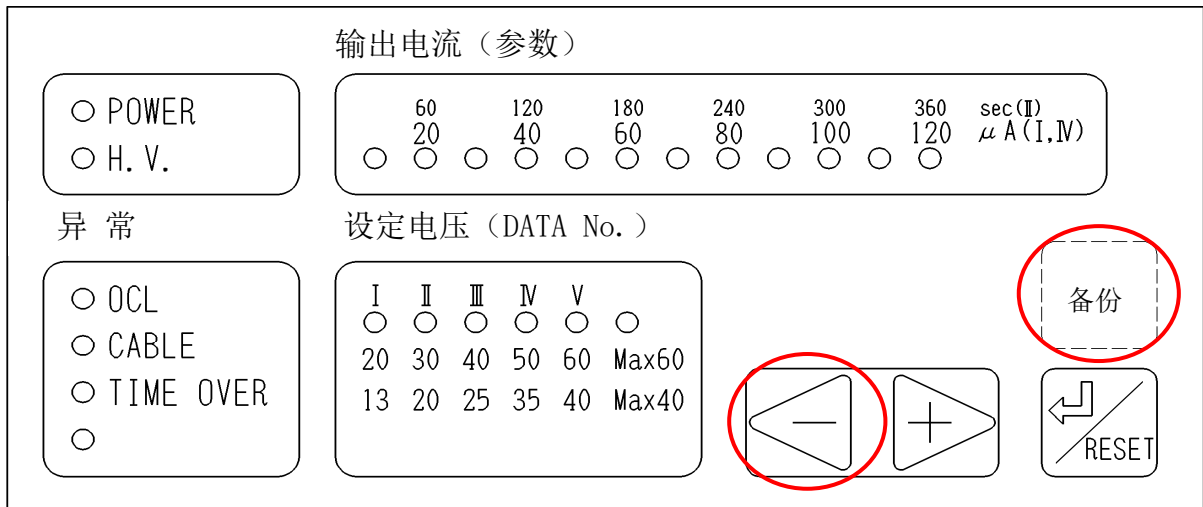 输出电流（参数）
POWER
H.V.
60 120 180 240 300 360 sec(Ⅱ)
20 40 60 80 100 120 μA(Ⅰ,Ⅳ)
异 常
设定电压（DATA No.）
OCL
CABLE
TIME OVER
Ⅰ Ⅱ Ⅲ Ⅳ Ⅴ
20 30 40 50 60 Max60
13 20 25 35 40 Max40
备份
－
＋
RESET